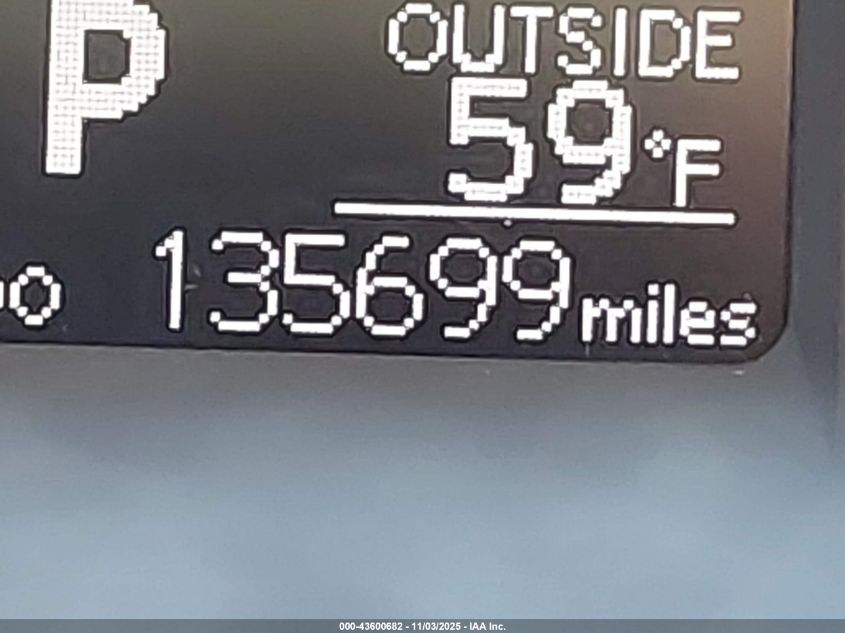 P
OUTSIDE
59°F
135699 miles
000-43600682 - 11/03/2025 - IAA Inc.